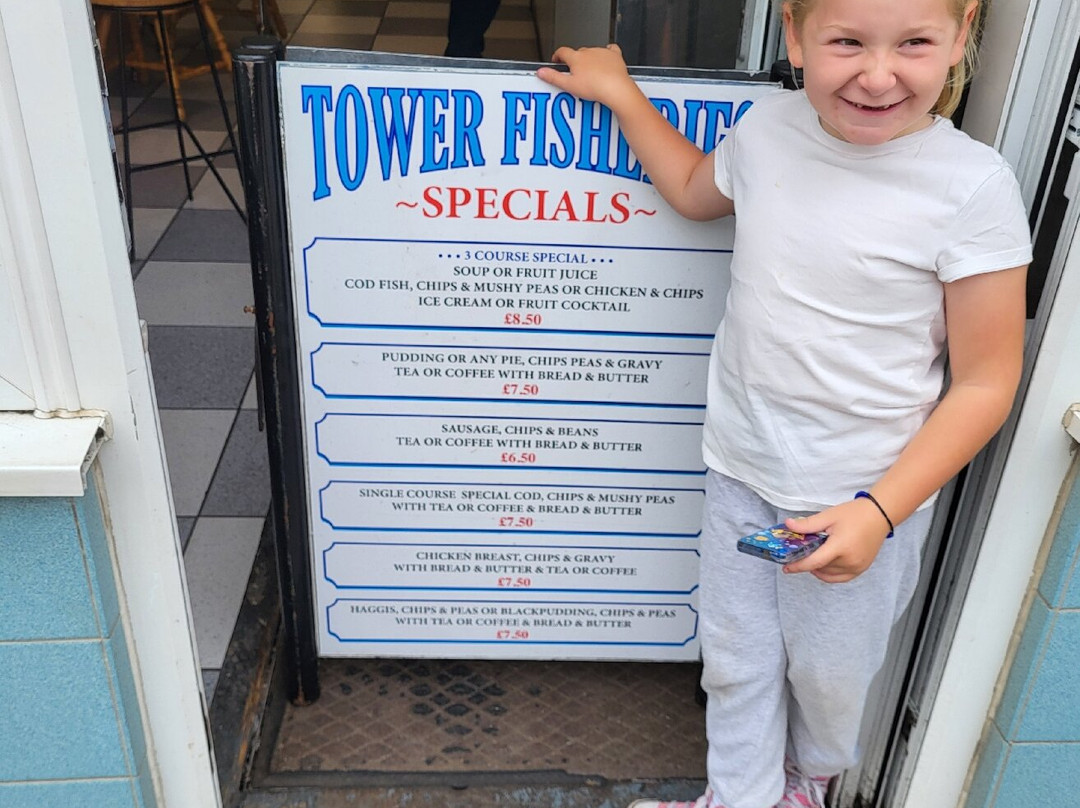 TOWER FISHERIES
~SPECIALS~
• • • 3 COURSE SPECIAL • • •
SOUP OR FRUIT JUICE
COD FISH, CHIPS & MUSHY PEAS OR CHICKEN & CHIPS
ICE CREAM OR FRUIT COCKTAIL
£8.50
PUDDING OR ANY PIE, CHIPS PEAS & GRAVY
TEA OR COFFEE WITH BREAD & BUTTER
£7.50
SAUSAGE, CHIPS & BEANS
TEA OR COFFEE WITH BREAD & BUTTER
£6.50
SINGLE COURSE SPECIAL COD, CHIPS & MUSHY PEAS
WITH TEA OR COFFEE & BREAD & BUTTER
£7.50
CHICKEN BREAST, CHIPS & GRAVY
WITH BREAD & BUTTER & TEA OR COFFEE
£7.50
HAGGIS, CHIPS & PEAS OR BLACKPUDDING, CHIPS & PEAS
WITH TEA OR COFFEE & BREAD & BUTTER
£7.50